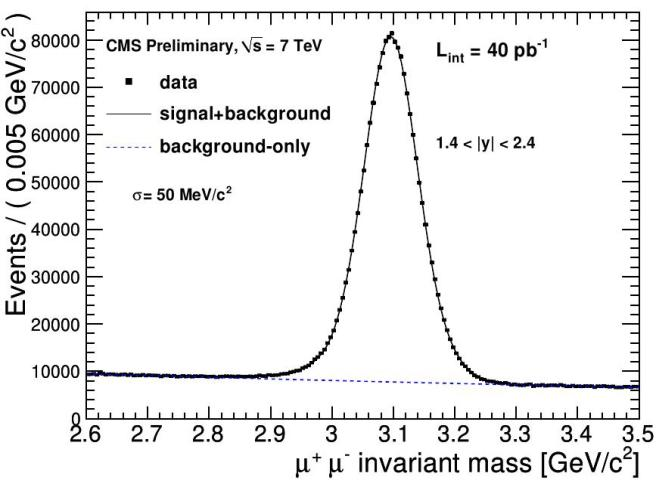 CMS Preliminary, √s = 7 TeV
L_int = 40 pb⁻¹
data
signal+background
background-only
1.4 < |y| < 2.4
σ= 50 MeV/c²
Events / ( 0.005 GeV/c² )
80000
70000
60000
50000
40000
30000
20000
10000
0
2.6 2.7 2.8 2.9 3 3.1 3.2 3.3 3.4 3.5
μ⁺ μ⁻ invariant mass [GeV/c²]